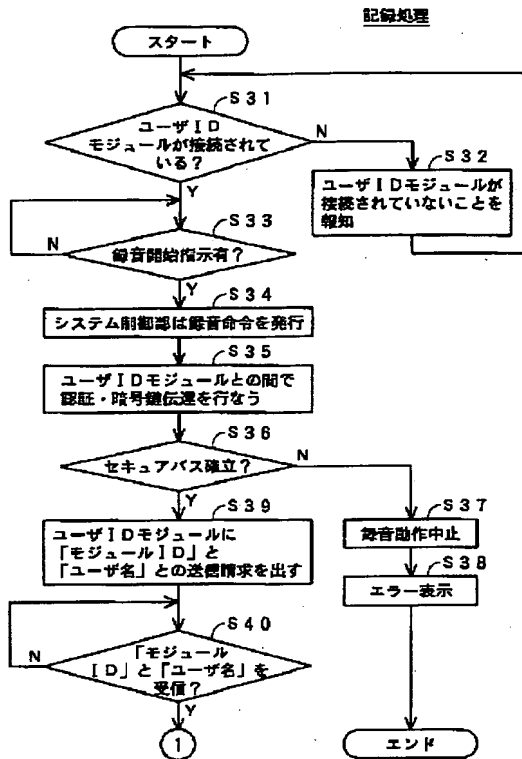 記録処理
スタート
S31
ユーザID
モジュールが接続されて
いる?
N
Y
S32
ユーザIDモジュールが
接続されていないことを
報知
S33
録音開始指示有?
N
Y
S34
システム制御部は録音命令を発行
S35
ユーザIDモジュールとの間で
認証・暗号鍵伝達を行なう
S36
セキュアパス確立?
N
Y
S37
録音動作中止
S38
エラー表示
S39
ユーザIDモジュールに
「モジュールID」と
「ユーザ名」との送信請求を出す
S40
「モジュール
ID」と「ユーザ名」を
受信?
N
Y
1
エンド